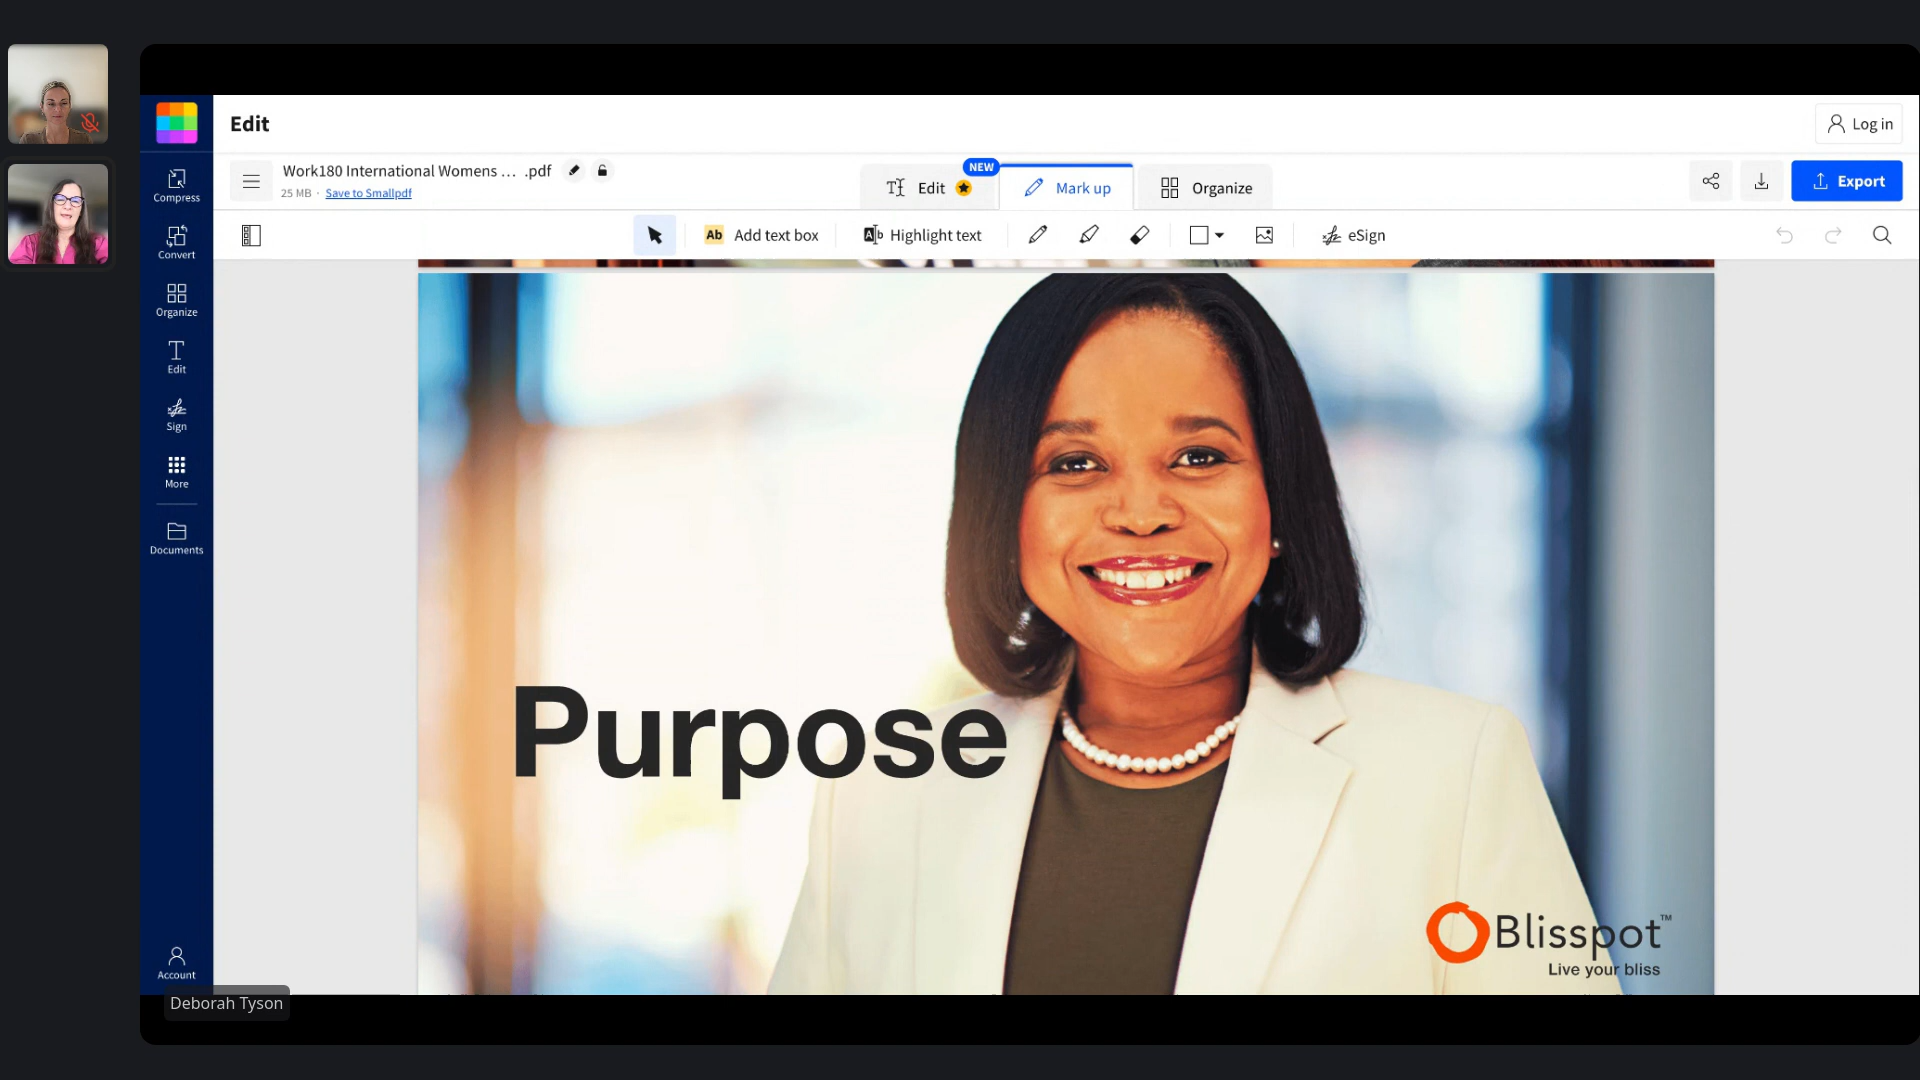 Edit
Log in
Work180 International Womens ... .pdf
25 MB · Save to Smallpdf
Edit
NEW
Mark up
Organize
Export
Ab Add text box
Ab Highlight text
eSign
Compress
Convert
Organize
Edit
Sign
More
Documents
Account
Purpose
Blisspot™
Live your bliss
Deborah Tyson